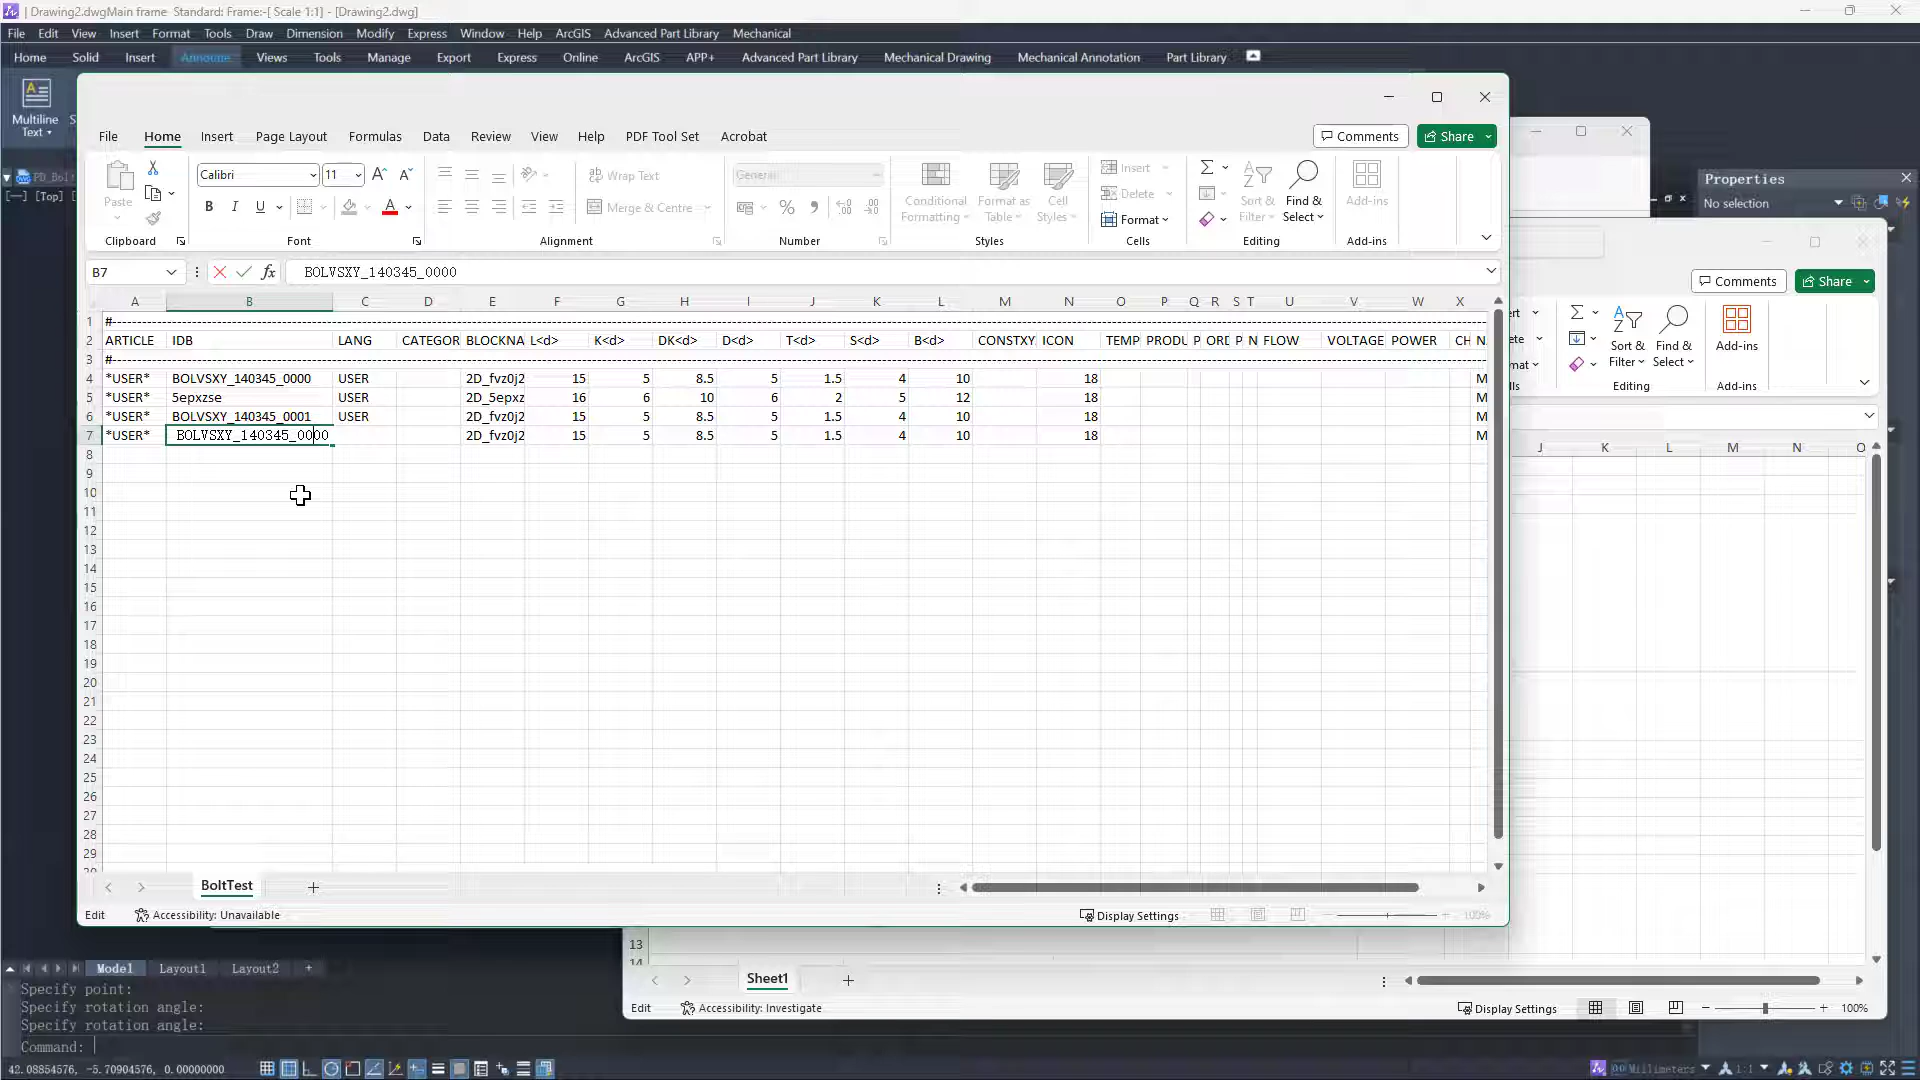 | Drawing2.dwgMain frame  Standard: Frame:-[ Scale 1:1] - [Drawing2.dwg]
File Edit View Insert Format Tools Draw Dimension Modify Express Window Help ArcGIS Advanced Part Library Mechanical
Home Solid Insert Annotate Views Tools Manage Export Express Online ArcGIS APP+ Advanced Part Library Mechanical Drawing Mechanical Annotation Part Library
Multiline
Text
[—] [Top] [
File Home Insert Page Layout Formulas Data Review View Help PDF Tool Set Acrobat Comments Share
Paste
Calibri 11
B I U A
Wrap Text
Merge & Centre
General
Conditional
Formatting
Format as
Table
Cell
Styles
Insert
Delete
Format
Sort &
Filter
Find &
Select
Add-ins
Clipboard Font Alignment Number Styles Cells Editing Add-ins
B7 fx BOLVSXY_140345_0000
A B C D E F G H I J K L M N O P Q R S T U V W X
1 #
2 ARTICLE IDB LANG CATEGOR BLOCKNA L<d> K<d> DK<d> D<d> T<d> S<d> B<d> CONSTXY ICON TEMP PRODU P ORD P N FLOW VOLTAGE POWER CH N
3 #
4 *USER* BOLVSXY_140345_0000 USER 2D_fvz0j2 15 5 8.5 5 1.5 4 10 18 M
5 *USER* 5epxzse USER 2D_5epxz 16 6 10 6 2 5 12 18 M
6 *USER* BOLVSXY_140345_0001 USER 2D_fvz0j2 15 5 8.5 5 1.5 4 10 18 M
7 *USER* BOLVSXY_140345_0000 2D_fvz0j2 15 5 8.5 5 1.5 4 10 18 M
8
9
10
11
12
13
14
15
16
17
18
19
20
21
22
23
24
25
26
27
28
29
BoltTest
Edit Accessibility: Unavailable Display Settings 100%
Properties
No selection
Comments Share
Sort &
Filter
Find &
Select
Add-ins
Editing Add-ins
J K L M N O
13
14
Sheet1
Edit Accessibility: Investigate Display Settings 100%
Model Layout1 Layout2 +
Specify point:
Specify rotation angle:
Specify rotation angle:
Command:
42.08854576, -5.70904576, 0.00000000 Millimeters 1:1